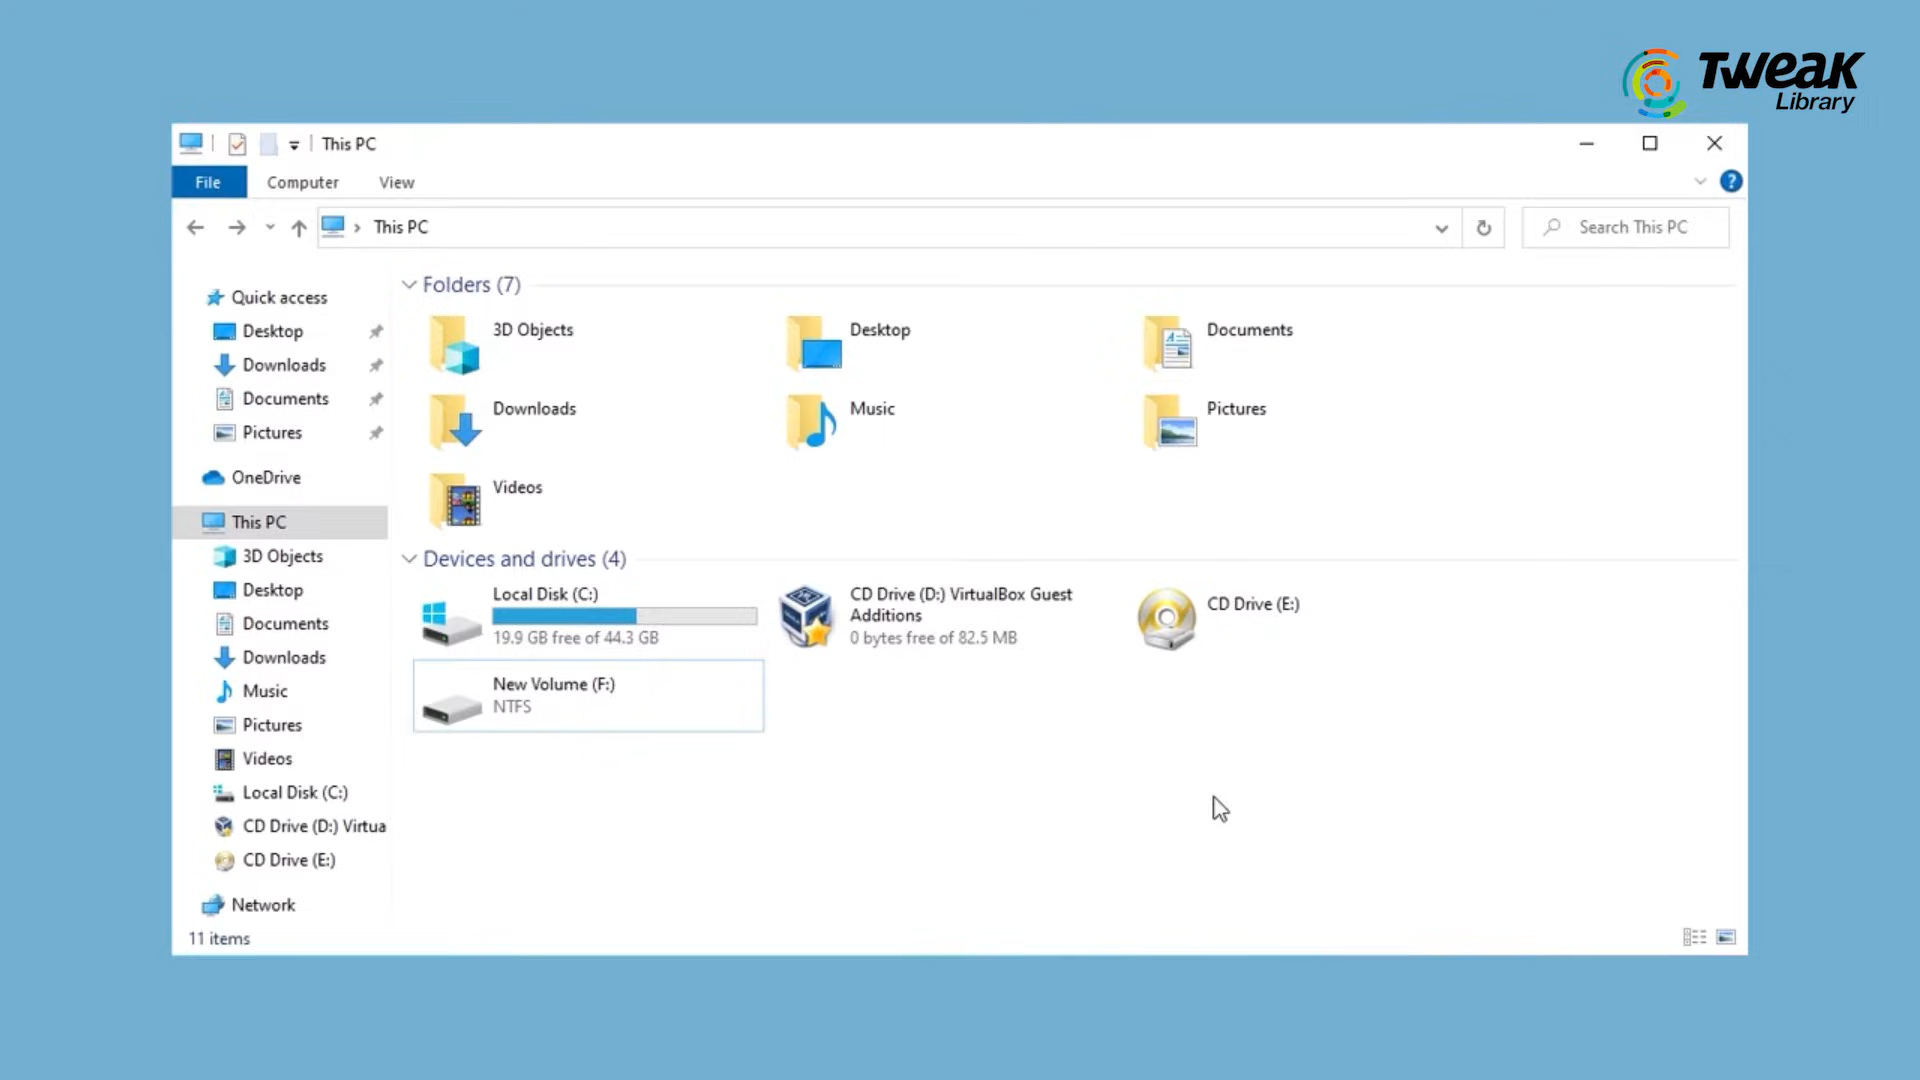 Tweak
Library
This PC
File
Computer
View
This PC
Search This PC
Quick access
Desktop
Downloads
Documents
Pictures
OneDrive
This PC
3D Objects
Desktop
Documents
Downloads
Music
Pictures
Videos
Local Disk (C:)
CD Drive (D:) Virtua
CD Drive (E:)
Network
Folders (7)
3D Objects
Desktop
Documents
Downloads
Music
Pictures
Videos
Devices and drives (4)
Local Disk (C:)
19.9 GB free of 44.3 GB
CD Drive (D:) VirtualBox Guest
Additions
0 bytes free of 82.5 MB
CD Drive (E:)
New Volume (F:)
NTFS
11 items